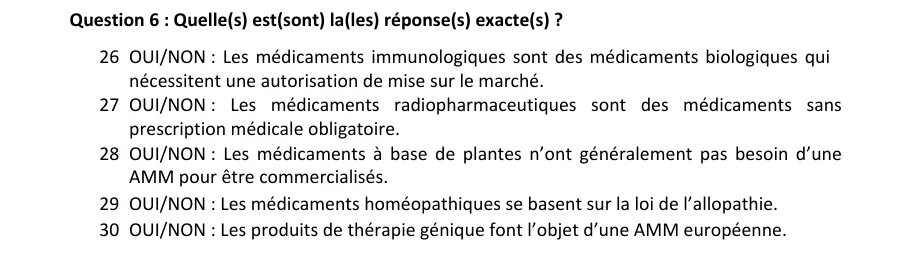 Question 6 : Quelle(s) est(sont) la(les) réponse(s) exacte(s) ?
26 OUI/NON : Les médicaments immunologiques sont des médicaments biologiques qui
nécessitent une autorisation de mise sur le marché.
27 OUI/NON : Les médicaments radiopharmaceutiques sont des médicaments sans
prescription médicale obligatoire.
28 OUI/NON : Les médicaments à base de plantes n’ont généralement pas besoin d’une
AMM pour être commercialisés.
29 OUI/NON : Les médicaments homéopathiques se basent sur la loi de l’allopathie.
30 OUI/NON : Les produits de thérapie génique font l’objet d’une AMM européenne.